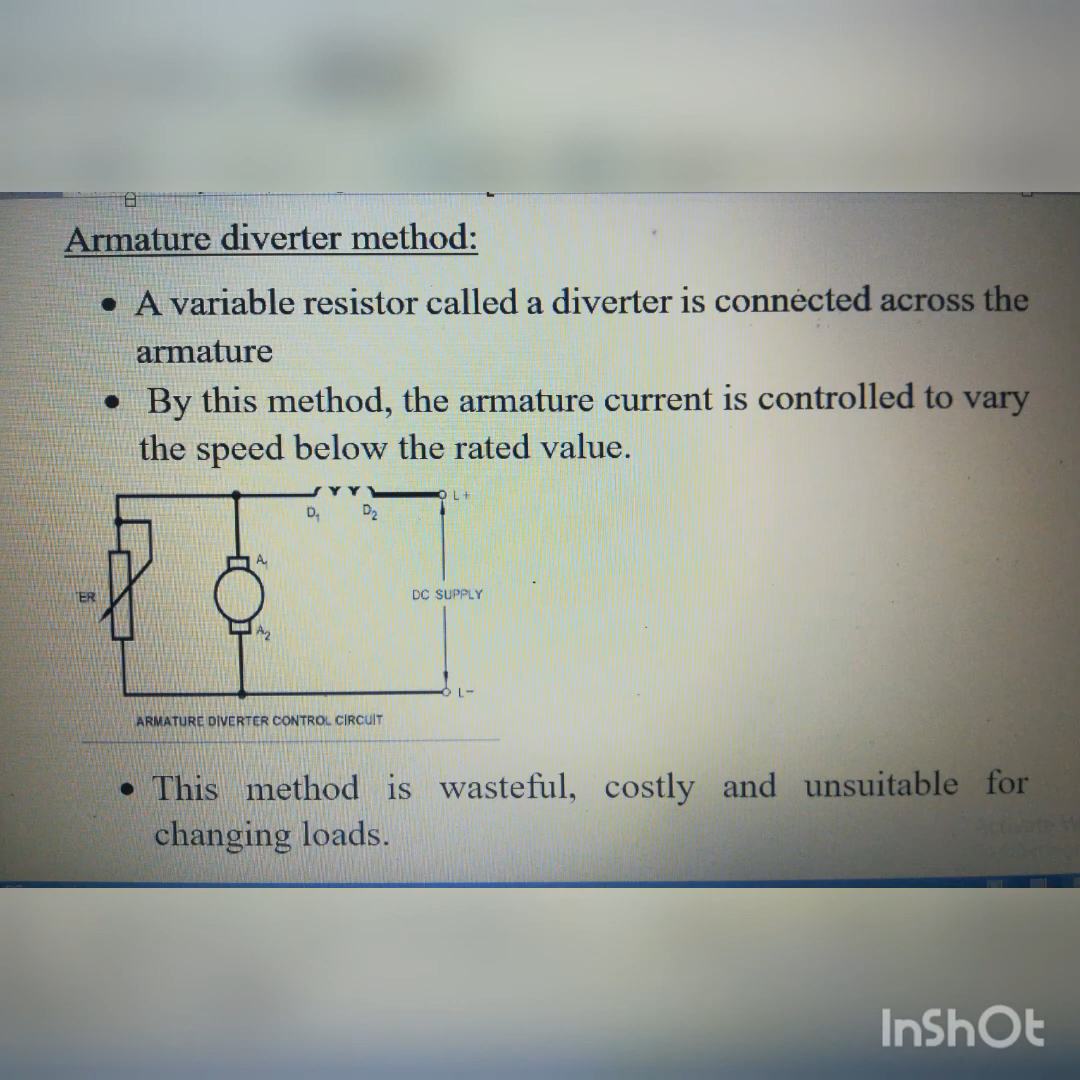 Armature diverter method:
• A variable resistor called a diverter is connected across the
armature
• By this method, the armature current is controlled to vary
the speed below the rated value.
L+
D1
D2
A1
ER
DC SUPPLY
A2
L-
ARMATURE DIVERTER CONTROL CIRCUIT
• This method is wasteful, costly and unsuitable for
changing loads.
InShOt